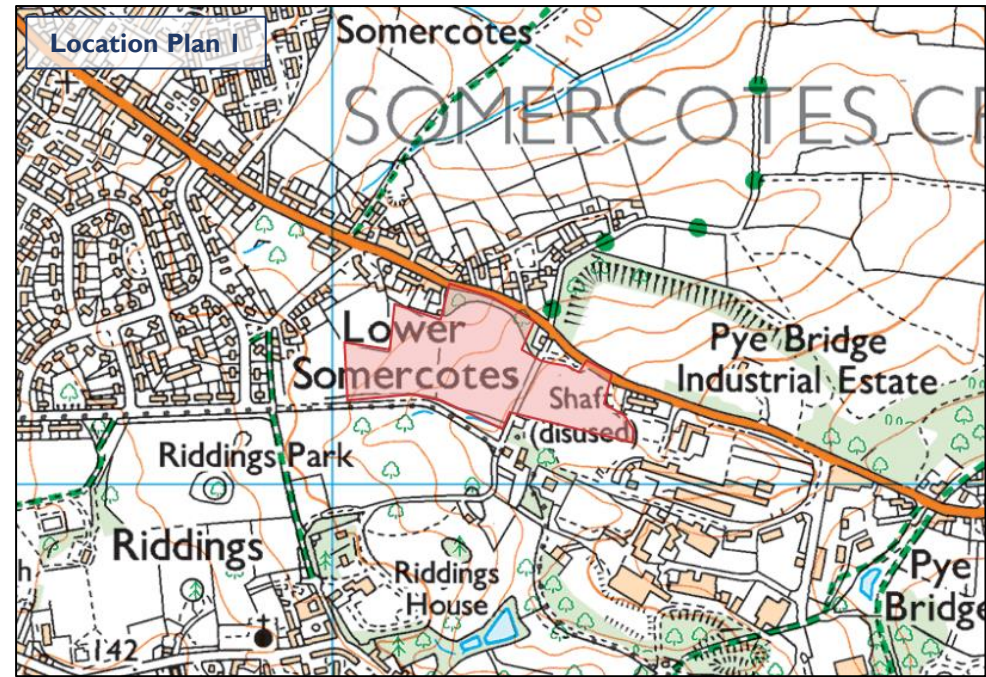 Location Plan 1
Somercotes
100
SOMERCOTES
Lower
Somercotes
Pye Bridge
Industrial Estate
Shaft
(disused)
Riddings Park
Riddings
Riddings
House
Pye
Bridge
142